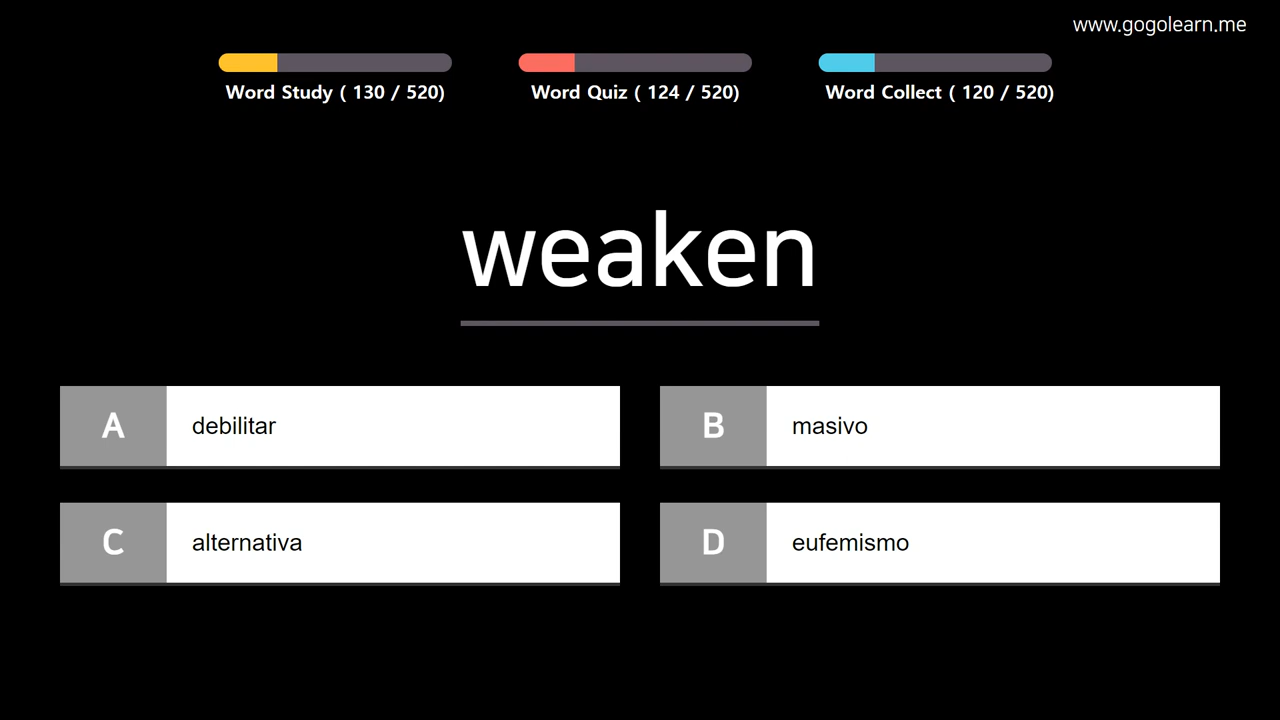 www.gogolearn.me
Word Study ( 130 / 520)
Word Quiz ( 124 / 520)
Word Collect ( 120 / 520)
weaken
A debilitar
B masivo
C alternativa
D eufemismo